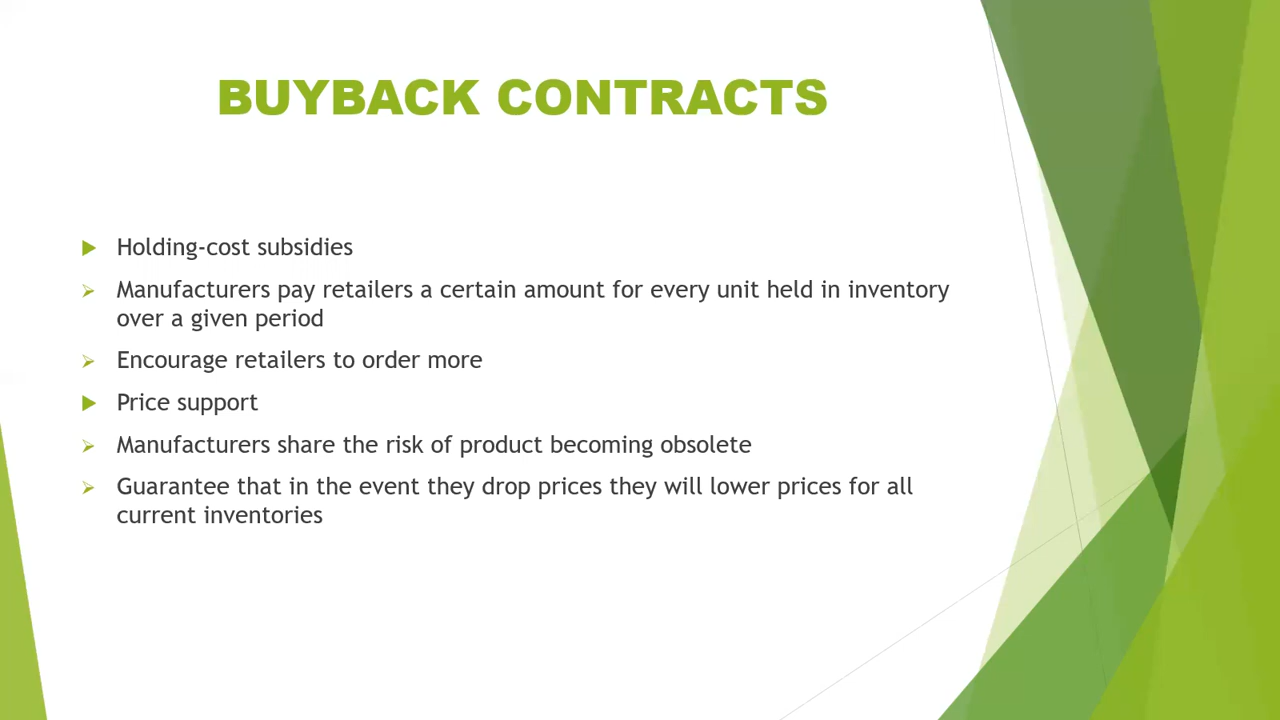 BUYBACK CONTRACTS
Holding-cost subsidies
Manufacturers pay retailers a certain amount for every unit held in inventory
over a given period
Encourage retailers to order more
Price support
Manufacturers share the risk of product becoming obsolete
Guarantee that in the event they drop prices they will lower prices for all
current inventories